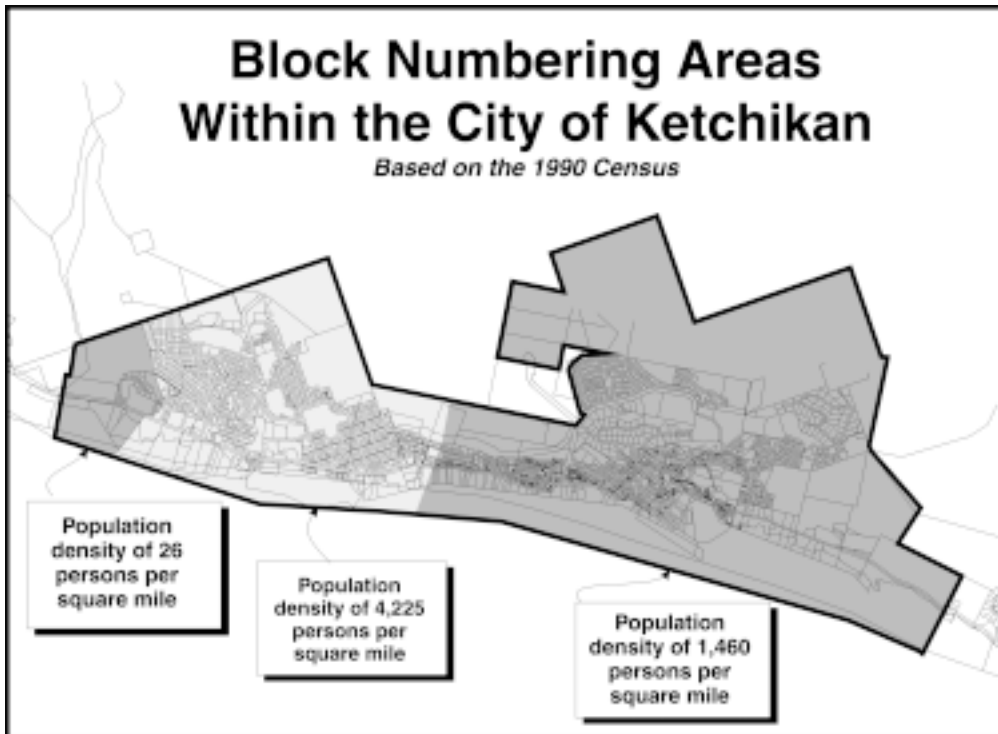 Block Numbering Areas
Within the City of Ketchikan
Based on the 1990 Census
Population
density of 26
persons per
square mile
Population
density of 4,225
persons per
square mile
Population
density of 1,460
persons per
square mile